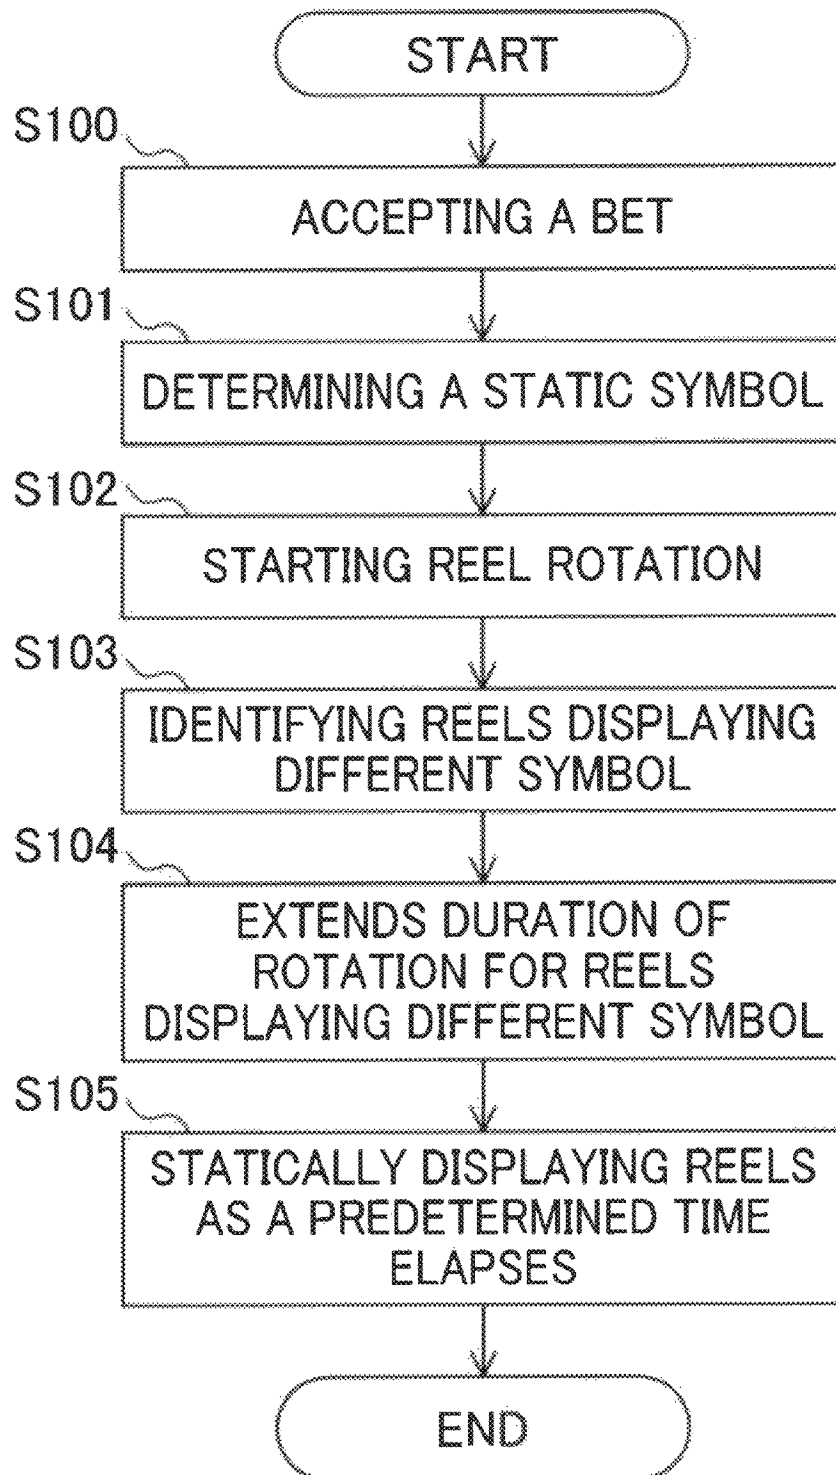 START
S100
ACCEPTING A BET
S101
DETERMINING A STATIC SYMBOL
S102
STARTING REEL ROTATION
S103
IDENTIFYING REELS DISPLAYING
DIFFERENT SYMBOL
S104
EXTENDS DURATION OF
ROTATION FOR REELS
DISPLAYING DIFFERENT SYMBOL
S105
STATICALLY DISPLAYING REELS
AS A PREDETERMINED TIME
ELAPSES
END